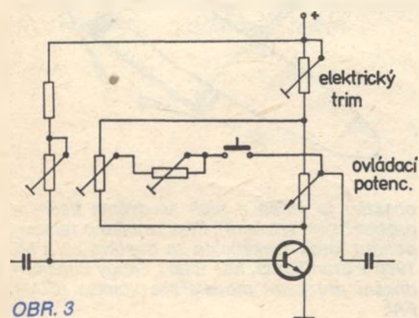 +
elektrický
trim
ovládací
potenc.
OBR. 3